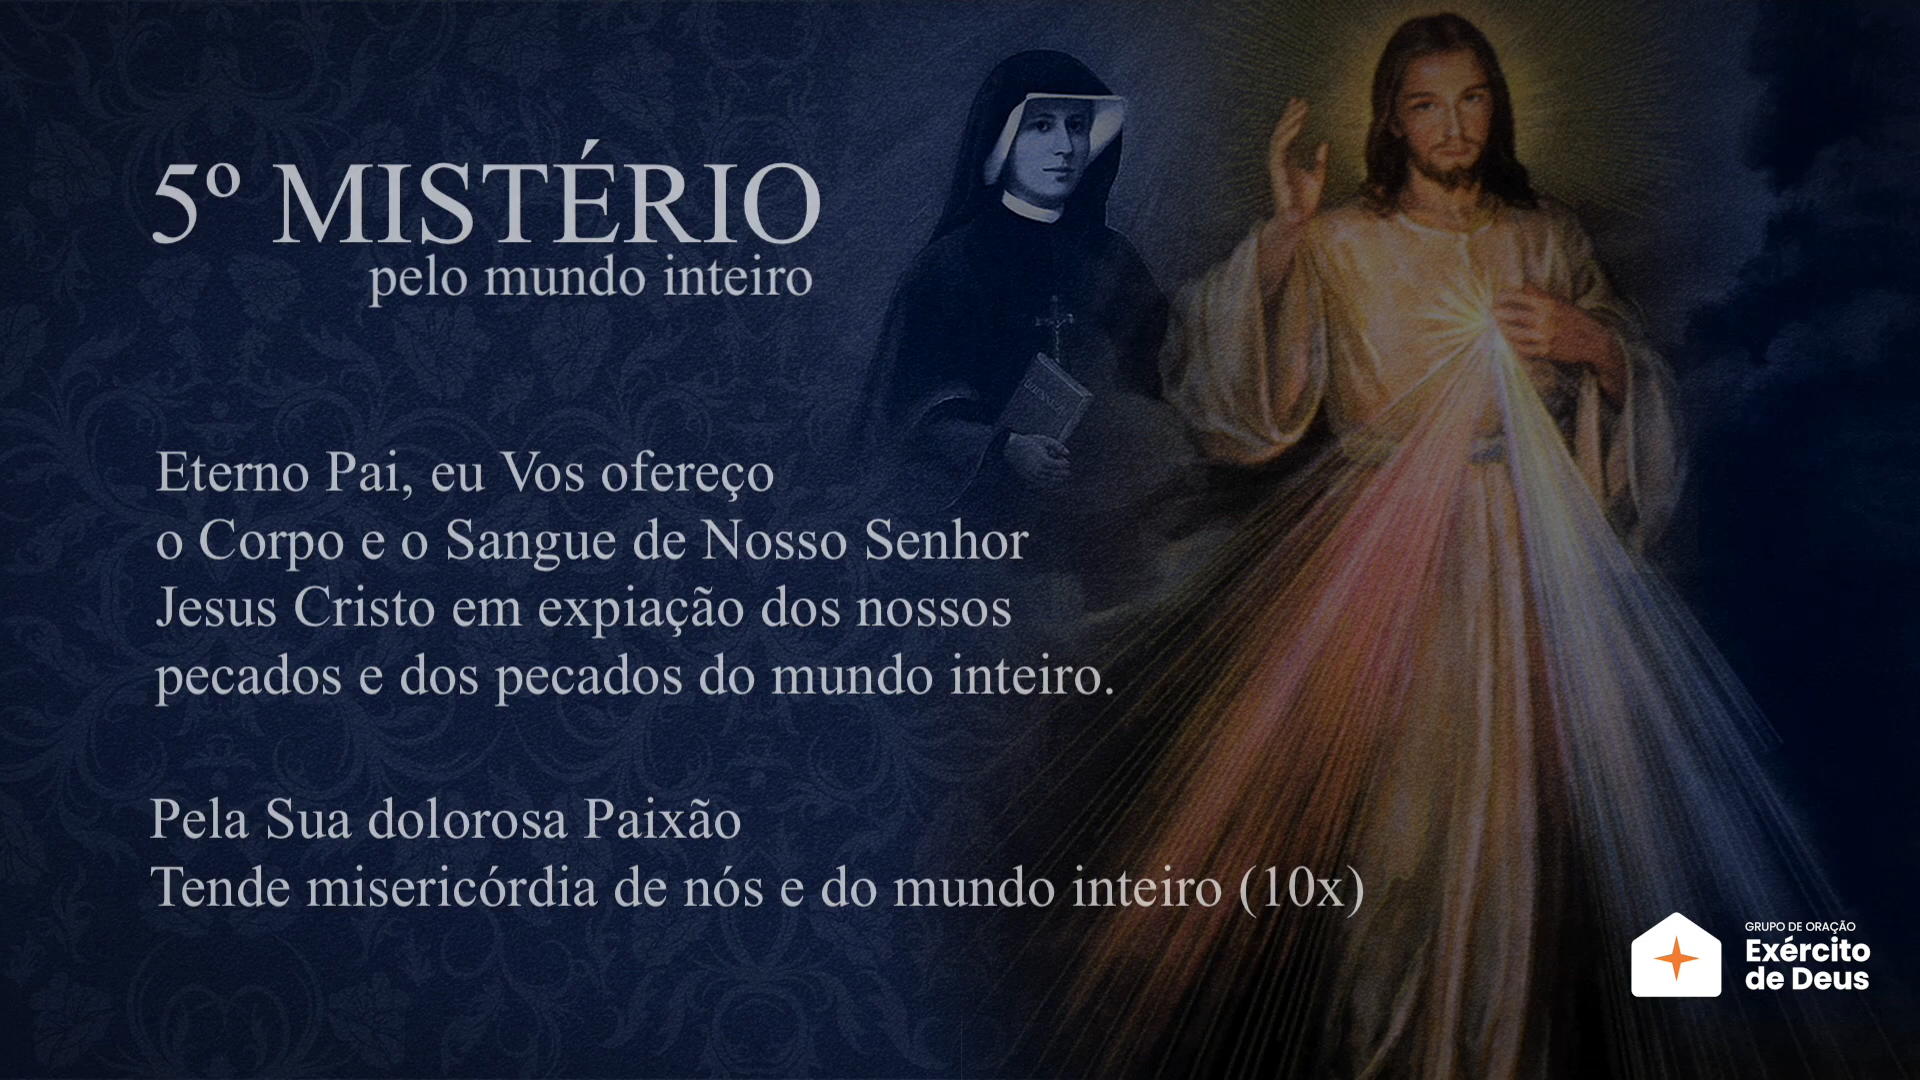 5º MISTÉRIO
pelo mundo inteiro
Eterno Pai, eu Vos ofereço
o Corpo e o Sangue de Nosso Senhor
Jesus Cristo em expiação dos nossos
pecados e dos pecados do mundo inteiro.
Pela Sua dolorosa Paixão
Tende misericórdia de nós e do mundo inteiro (10x)
GRUPO DE ORAÇÃO
Exército
de Deus